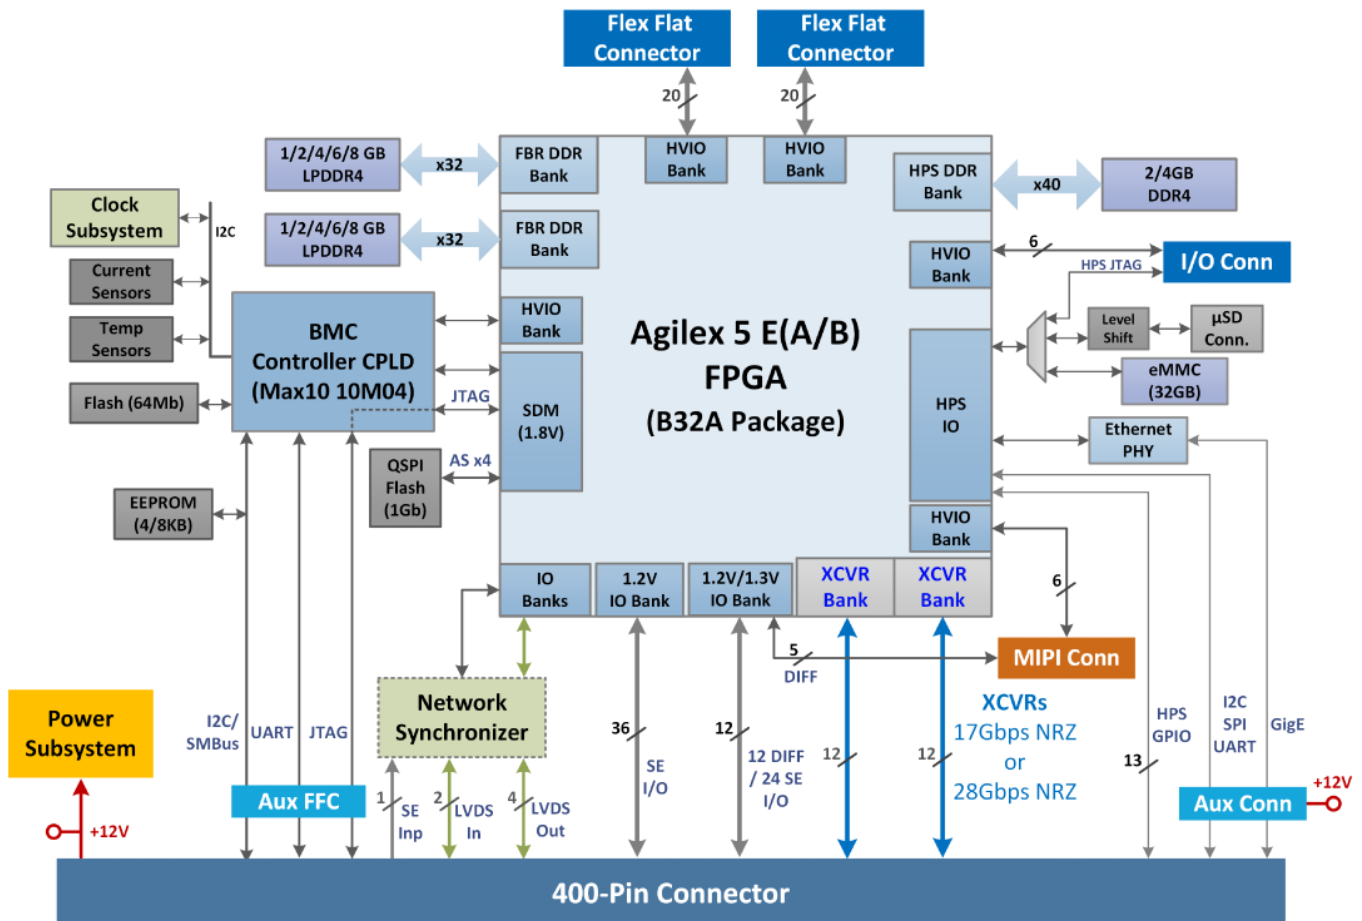 Flex Flat
Connector
Flex Flat
Connector
20
20
1/2/4/6/8 GB
LPDDR4
x32
FBR DDR
Bank
HVIO
Bank
HVIO
Bank
HPS DDR
Bank
x40
2/4GB
DDR4
Clock
Subsystem
I2C
1/2/4/6/8 GB
LPDDR4
x32
FBR DDR
Bank
HVIO
Bank
6
HPS JTAG
I/O Conn
Current
Sensors
Temp
Sensors
Flash (64Mb)
BMC
Controller CPLD
(Max10 10M04)
HVIO
Bank
JTAG
SDM
(1.8V)
Agilex 5 E(A/B)
FPGA
(B32A Package)
HPS
IO
Level
Shift
µSD
Conn.
eMMC
(32GB)
Ethernet
PHY
AS x4
QSPI
Flash
(1Gb)
EEPROM
(4/8KB)
HVIO
Bank
6
IO
Banks
1.2V
IO Bank
1.2V/1.3V
IO Bank
XCVR
Bank
XCVR
Bank
5
DIFF
MIPI Conn
Power
Subsystem
+12V
I2C/
SMBus
UART
JTAG
Aux FFC
Network
Synchronizer
1
SE
Inp
2
LVDS
In
4
LVDS
Out
36
SE
I/O
12
12 DIFF
/ 24 SE
I/O
12
12
XCVRs
17Gbps NRZ
or
28Gbps NRZ
HPS
GPIO
13
I2C
SPI
UART
GigE
Aux Conn
+12V
400-Pin Connector